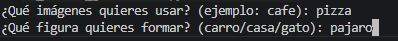 ¿Qué imágenes quieres usar? (ejemplo: cafe): pizza
¿Qué figura quieres formar? (carro/casa/gato): pajaro